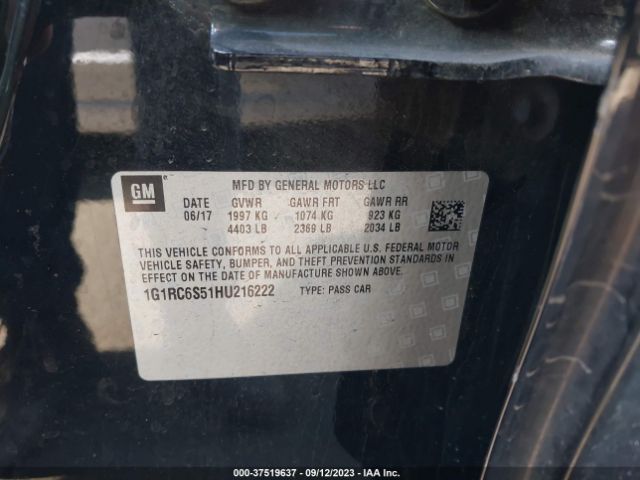 GM
MFD BY GENERAL MOTORS LLC
DATE GVWR GAWR FRT GAWR RR
06/17 1997 KG 1074 KG 923 KG
4403 LB 2369 LB 2034 LB
THIS VEHICLE CONFORMS TO ALL APPLICABLE U.S. FEDERAL MOTOR
VEHICLE SAFETY, BUMPER, AND THEFT PREVENTION STANDARDS IN
EFFECT ON THE DATE OF MANUFACTURE SHOWN ABOVE.
1G1RC6S51HU216222 TYPE: PASS CAR
000-37519637 - 09/12/2023 - IAA Inc.